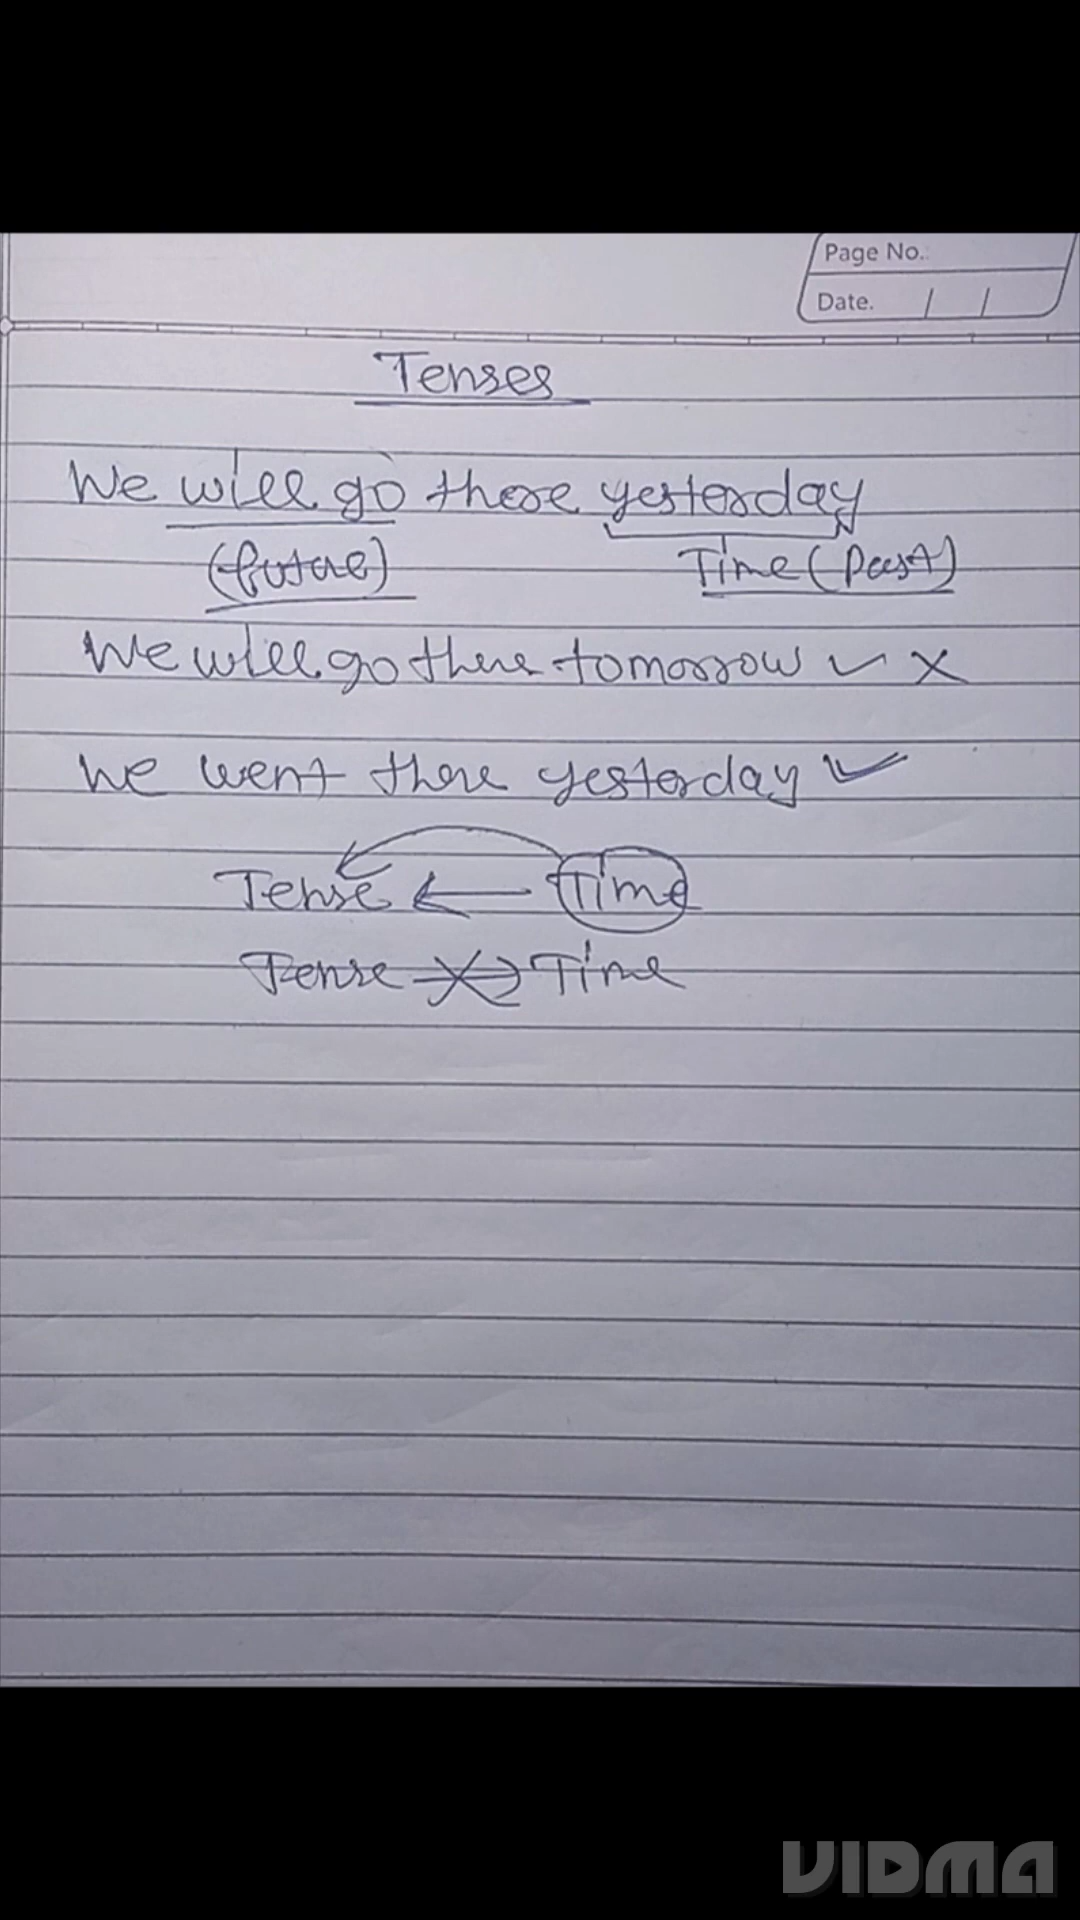 Page No.:
Date. / /
Tenses
We will go there yesterday
(future) Time (Past)
We will go there tomorrow ✓ ✗
We went there yesterday ✓
Tense ← Time
Tense ✗→ Time
VIDMA